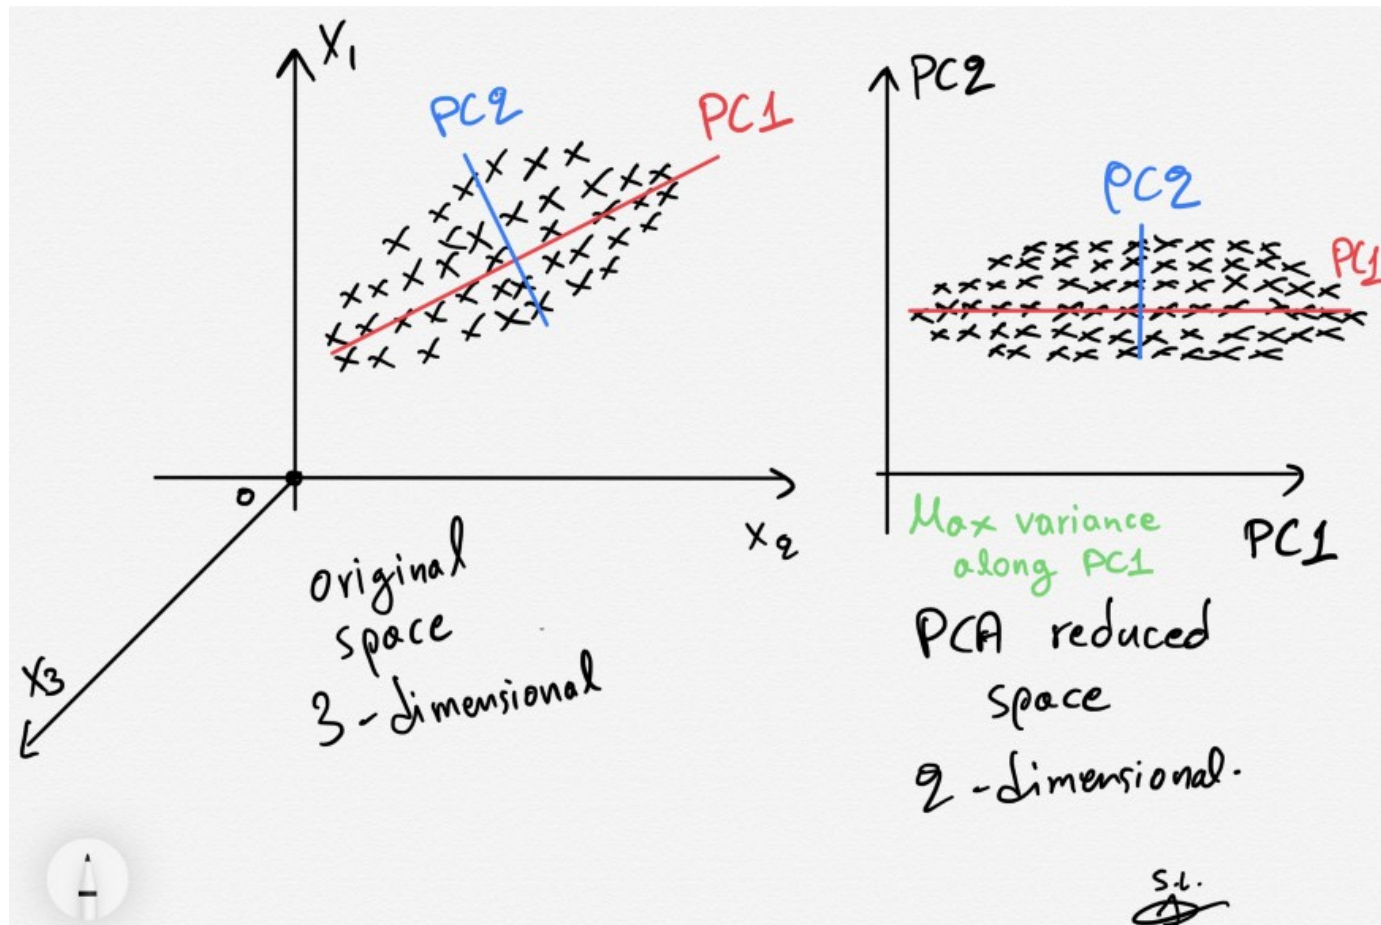 X1
PC2
PC1
0
X2
X3
original
space
3-dimensional
PC2
PC2
PC1
PC1
Max variance
along PC1
PCA reduced
space
2-dimensional.
S.L.